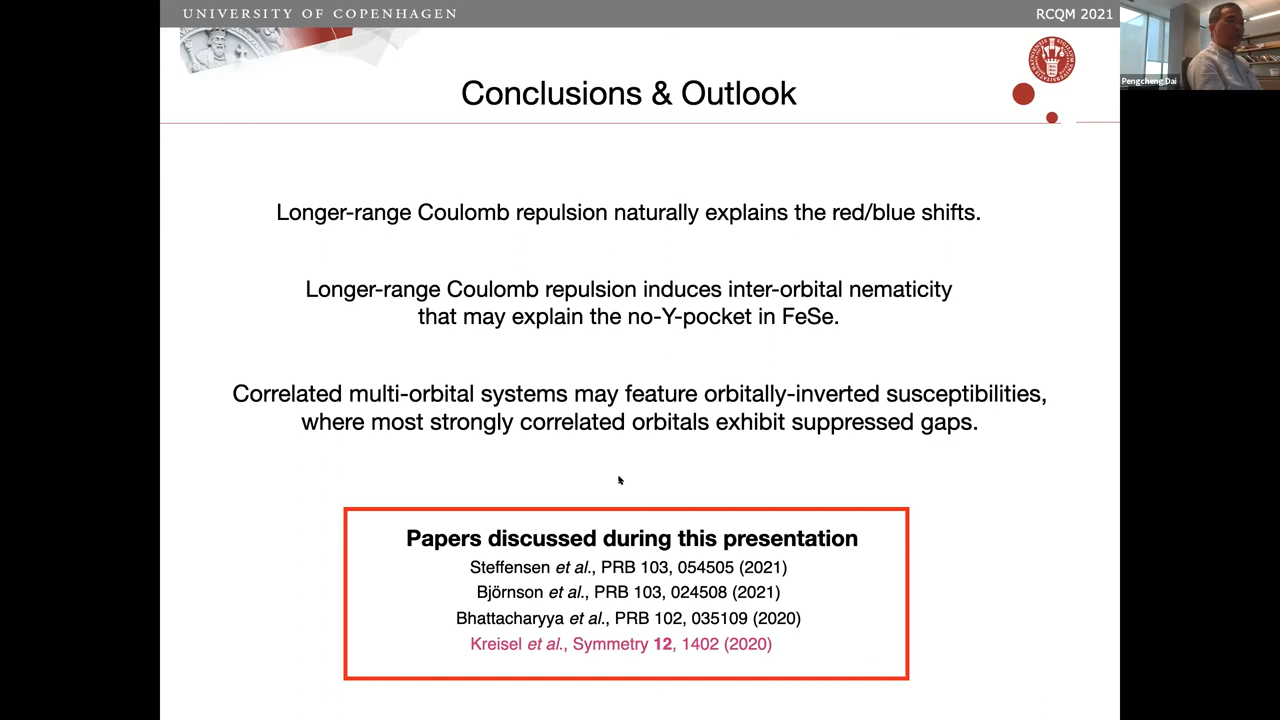 UNIVERSITY OF COPENHAGEN
RCQM 2021
Pengcheng Dai
Conclusions & Outlook
Longer-range Coulomb repulsion naturally explains the red/blue shifts.
Longer-range Coulomb repulsion induces inter-orbital nematicity
that may explain the no-Y-pocket in FeSe.
Correlated multi-orbital systems may feature orbitally-inverted susceptibilities,
where most strongly correlated orbitals exhibit suppressed gaps.
Papers discussed during this presentation
Steffensen et al., PRB 103, 054505 (2021)
Björnson et al., PRB 103, 024508 (2021)
Bhattacharyya et al., PRB 102, 035109 (2020)
Kreisel et al., Symmetry 12, 1402 (2020)